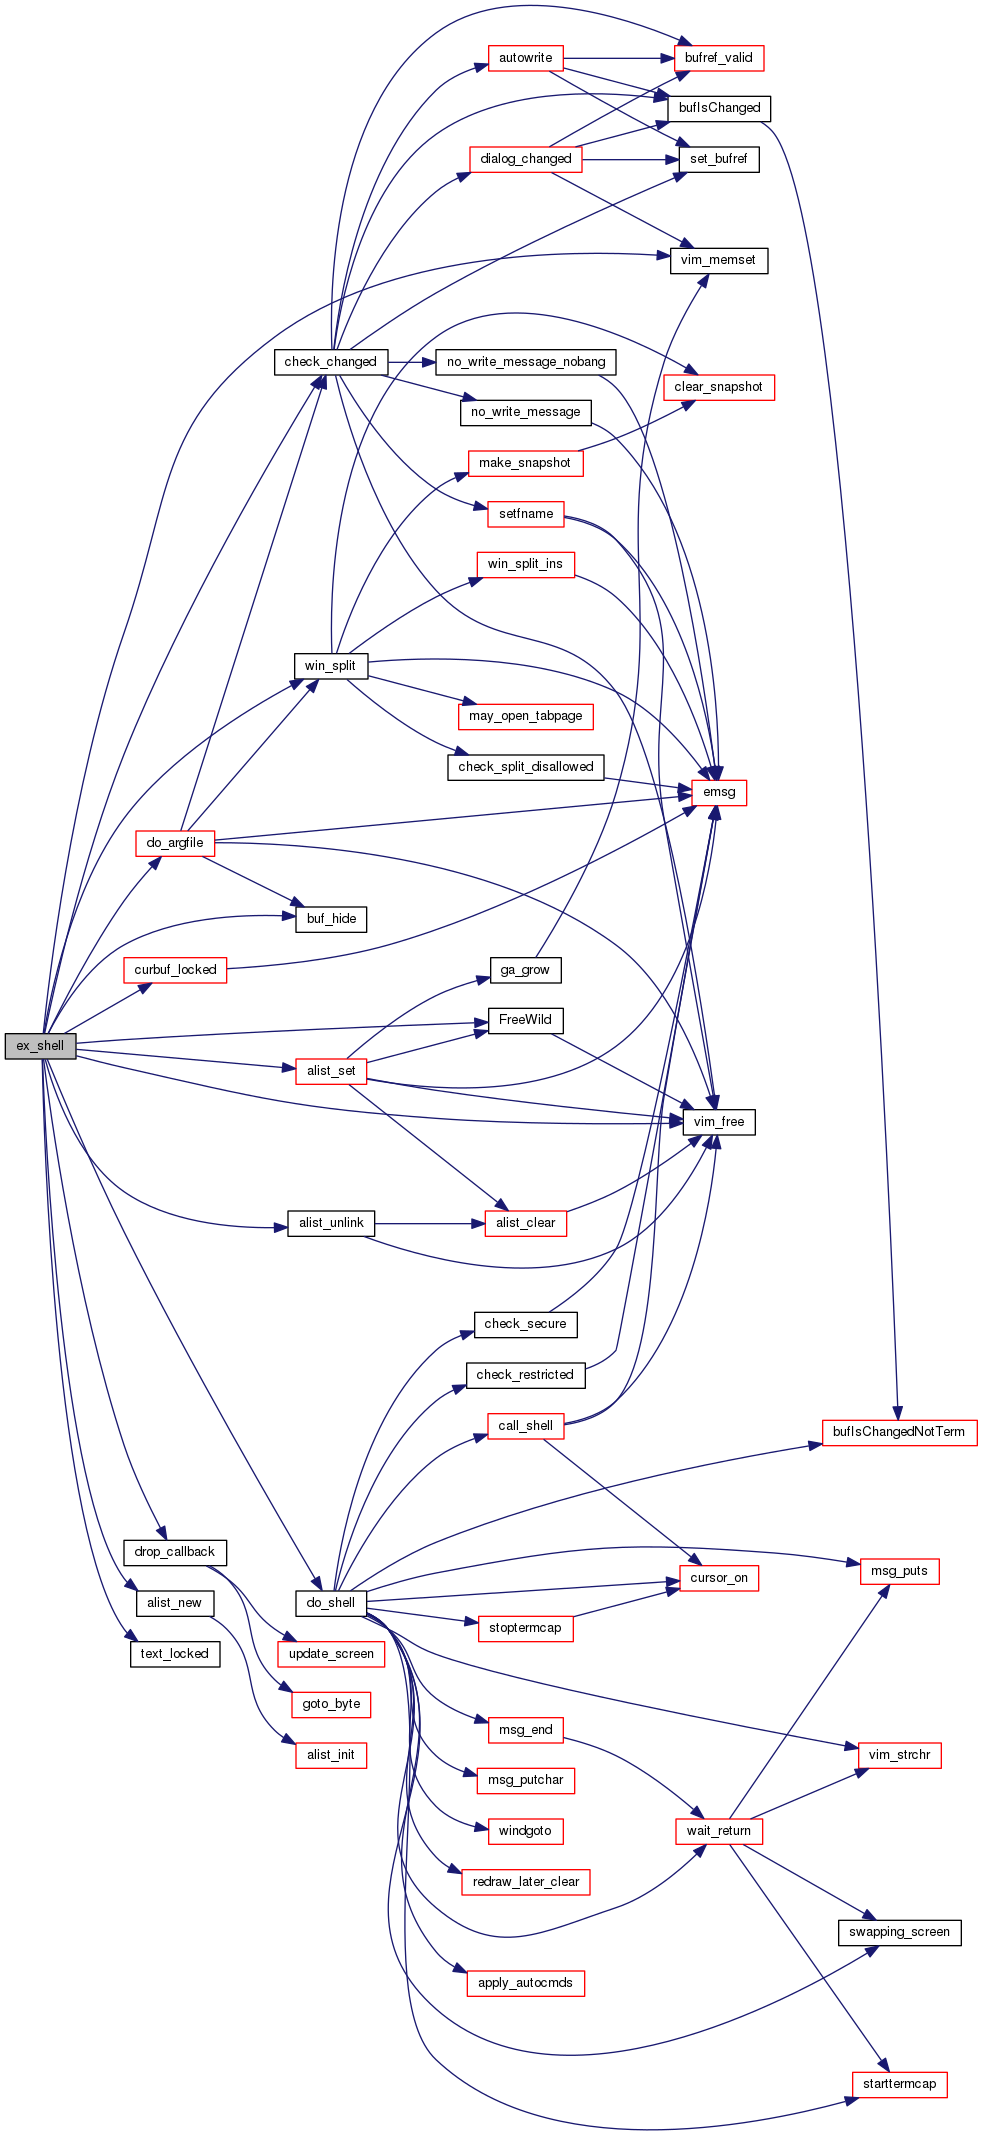 autowrite
bufref_valid
bufIsChanged
dialog_changed
set_bufref
vim_memset
check_changed
no_write_message_nobang
clear_snapshot
no_write_message
make_snapshot
setfname
win_split_ins
win_split
may_open_tabpage
check_split_disallowed
emsg
do_argfile
buf_hide
curbuf_locked
ga_grow
FreeWild
ex_shell
alist_set
vim_free
alist_unlink
alist_clear
check_secure
check_restricted
call_shell
bufIsChangedNotTerm
drop_callback
msg_puts
cursor_on
alist_new
do_shell
stoptermcap
text_locked
update_screen
goto_byte
msg_end
alist_init
vim_strchr
msg_putchar
windgoto
wait_return
redraw_later_clear
swapping_screen
apply_autocmds
starttermcap